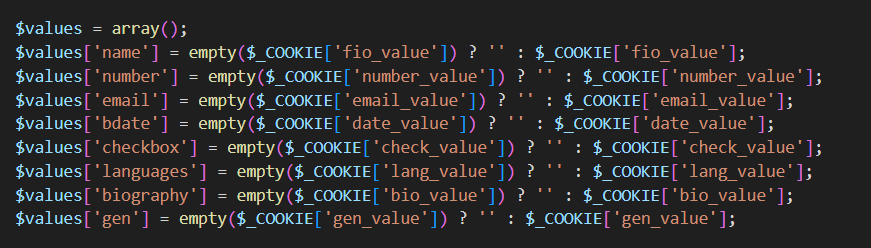 $values = array();
$values['name'] = empty($_COOKIE['fio_value']) ? '' : $_COOKIE['fio_value'];
$values['number'] = empty($_COOKIE['number_value']) ? '' : $_COOKIE['number_value'];
$values['email'] = empty($_COOKIE['email_value']) ? '' : $_COOKIE['email_value'];
$values['bdate'] = empty($_COOKIE['date_value']) ? '' : $_COOKIE['date_value'];
$values['checkbox'] = empty($_COOKIE['check_value']) ? '' : $_COOKIE['check_value'];
$values['languages'] = empty($_COOKIE['lang_value']) ? '' : $_COOKIE['lang_value'];
$values['biography'] = empty($_COOKIE['bio_value']) ? '' : $_COOKIE['bio_value'];
$values['gen'] = empty($_COOKIE['gen_value']) ? '' : $_COOKIE['gen_value'];